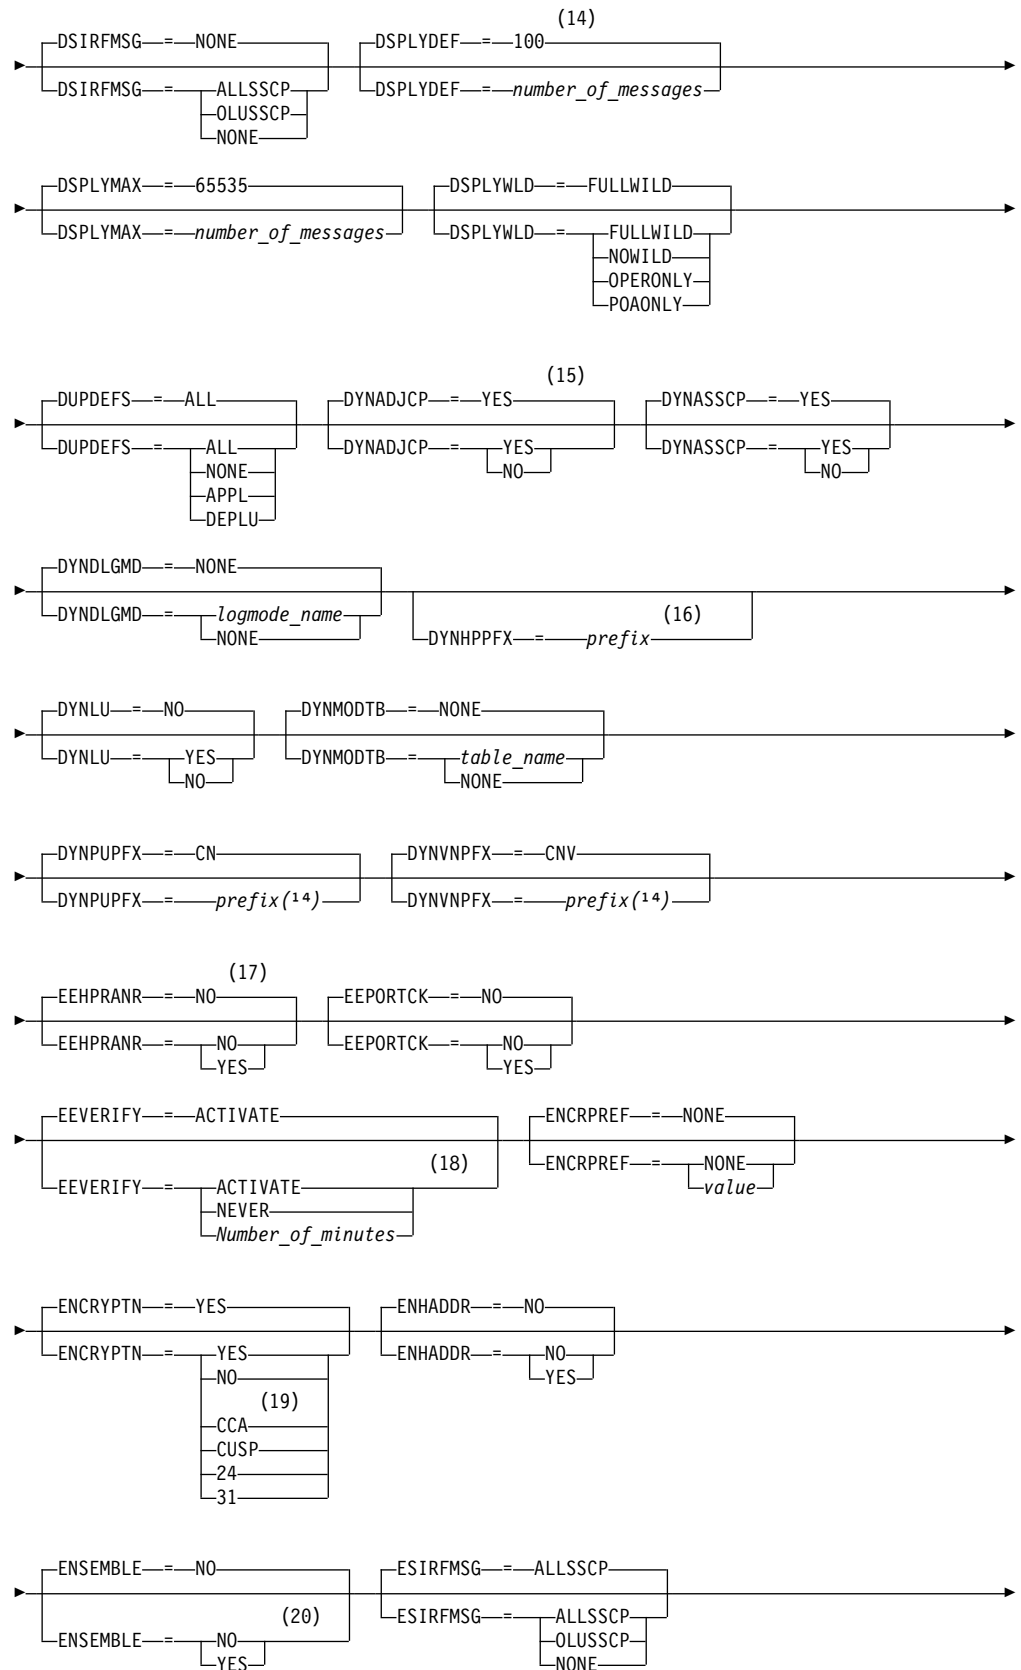 (14)
DSIRFMSG = NONE DSPLYDEF = 100
DSIRFMSG = ALLSSCP DSPLYDEF = number_of_messages
OLUSSCP
NONE
DSPLYMAX = 65535 DSPLYWLD = FULLWILD
DSPLYMAX = number_of_messages DSPLYWLD = FULLWILD
NOWILD
OPERONLY
POAONLY
(15)
DUPDEFS = ALL DYNADJCP = YES DYNASSCP = YES
DUPDEFS = ALL DYNADJCP = YES DYNASSCP = YES
NONE NO NO
APPL
DEPLU
DYNDLGMD = NONE
DYNDLGMD = logmode_name (16)
NONE DYNHPPFX = prefix
DYNLU = NO DYNMODTB = NONE
DYNLU = YES DYNMODTB = table_name
NO NONE
DYNPUPFX = CN DYNVNPFX = CNV
DYNPUPFX = prefix(¹⁴) DYNVNPFX = prefix(¹⁴)
(17)
EEHPRANR = NO EEPORTCK = NO
EEHPRANR = NO EEPORTCK = NO
YES YES
EEVERIFY = ACTIVATE ENCRPREF = NONE
(18) ENCRPREF = NONE
EEVERIFY = ACTIVATE value
NEVER
Number_of_minutes
ENCRYPTN = YES ENHADDR = NO
ENCRYPTN = YES ENHADDR = NO
NO YES
(19)
CCA
CUSP
24
31
ENSEMBLE = NO ESIRFMSG = ALLSSCP
(20) ESIRFMSG = ALLSSCP
ENSEMBLE = NO OLUSSCP
YES NONE